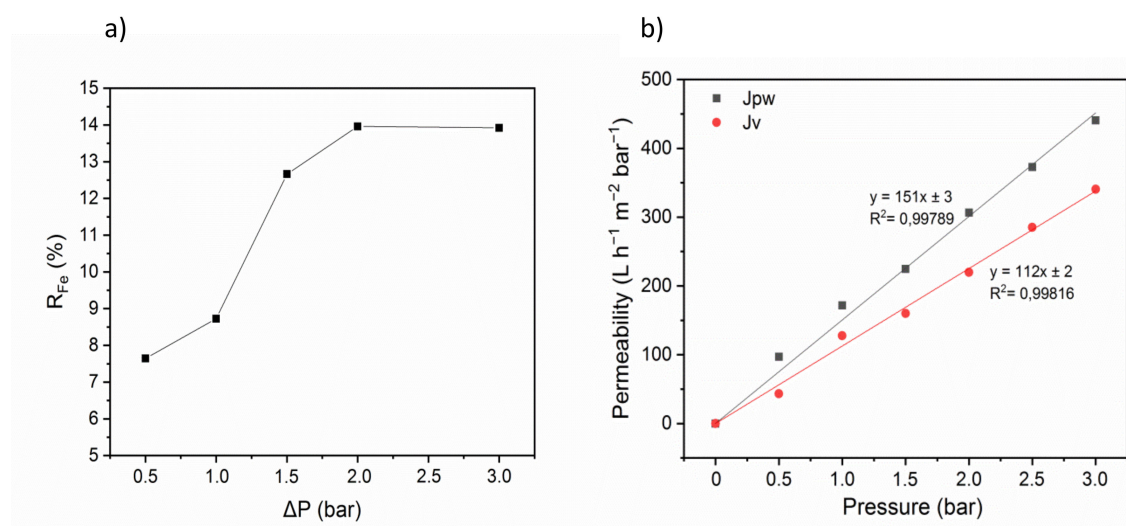 a)
R_Fe (%)
15
14
13
12
11
10
9
8
7
6
5
0.5 1.0 1.5 2.0 2.5 3.0
ΔP (bar)
b)
Permeability (L h⁻¹ m⁻² bar⁻¹)
500
400
300
200
100
0
Jpw
Jv
y = 151x ± 3
R²= 0,99789
y = 112x ± 2
R²= 0,99816
0 0.5 1.0 1.5 2.0 2.5 3.0
Pressure (bar)